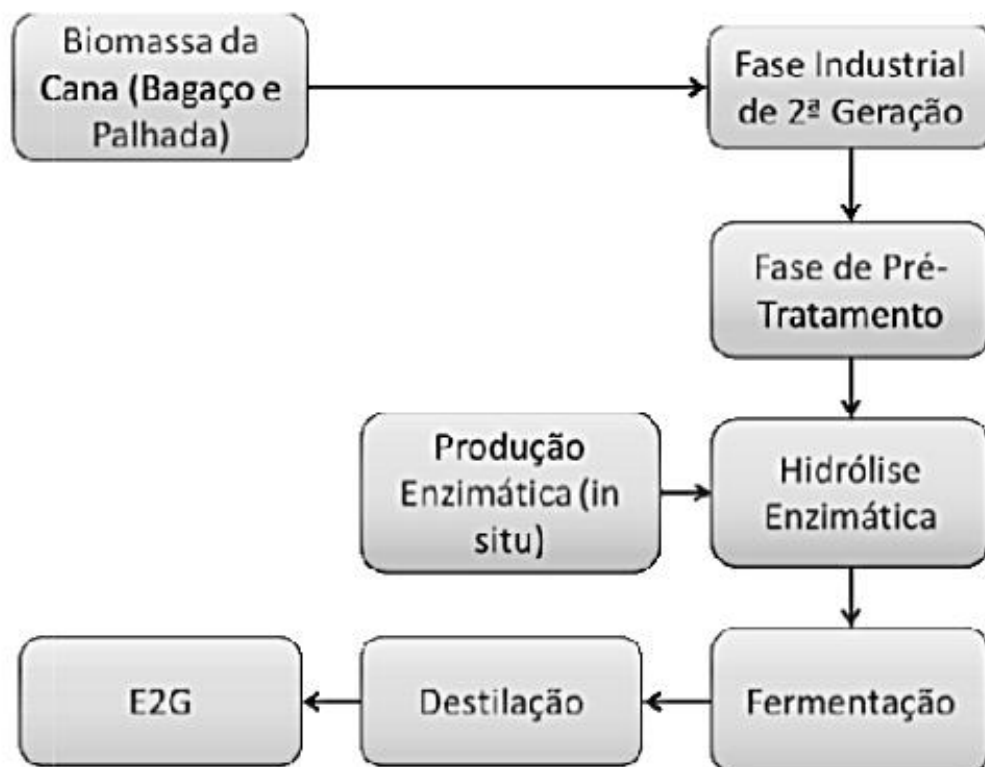 Biomassa da
Cana (Bagaço e
Palhada)
Fase Industrial
de 2ª Geração
Fase de Pré-
Tratamento
Produção
Enzimática (in
situ)
Hidrólise
Enzimática
E2G
Destilação
Fermentação